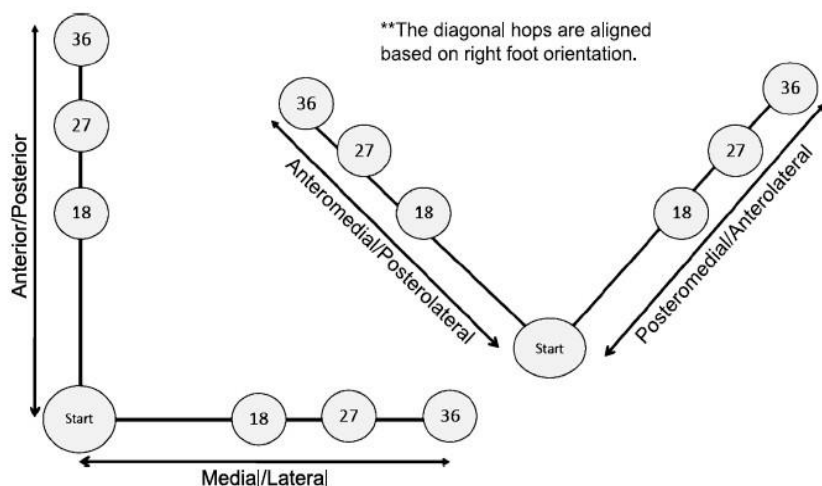 **The diagonal hops are aligned
based on right foot orientation.
36
27
18
Start
18
27
36
Anterior/Posterior
Medial/Lateral
36
27
18
Start
18
27
36
Anteromedial/Posterolateral
Posteromedial/Anterolateral